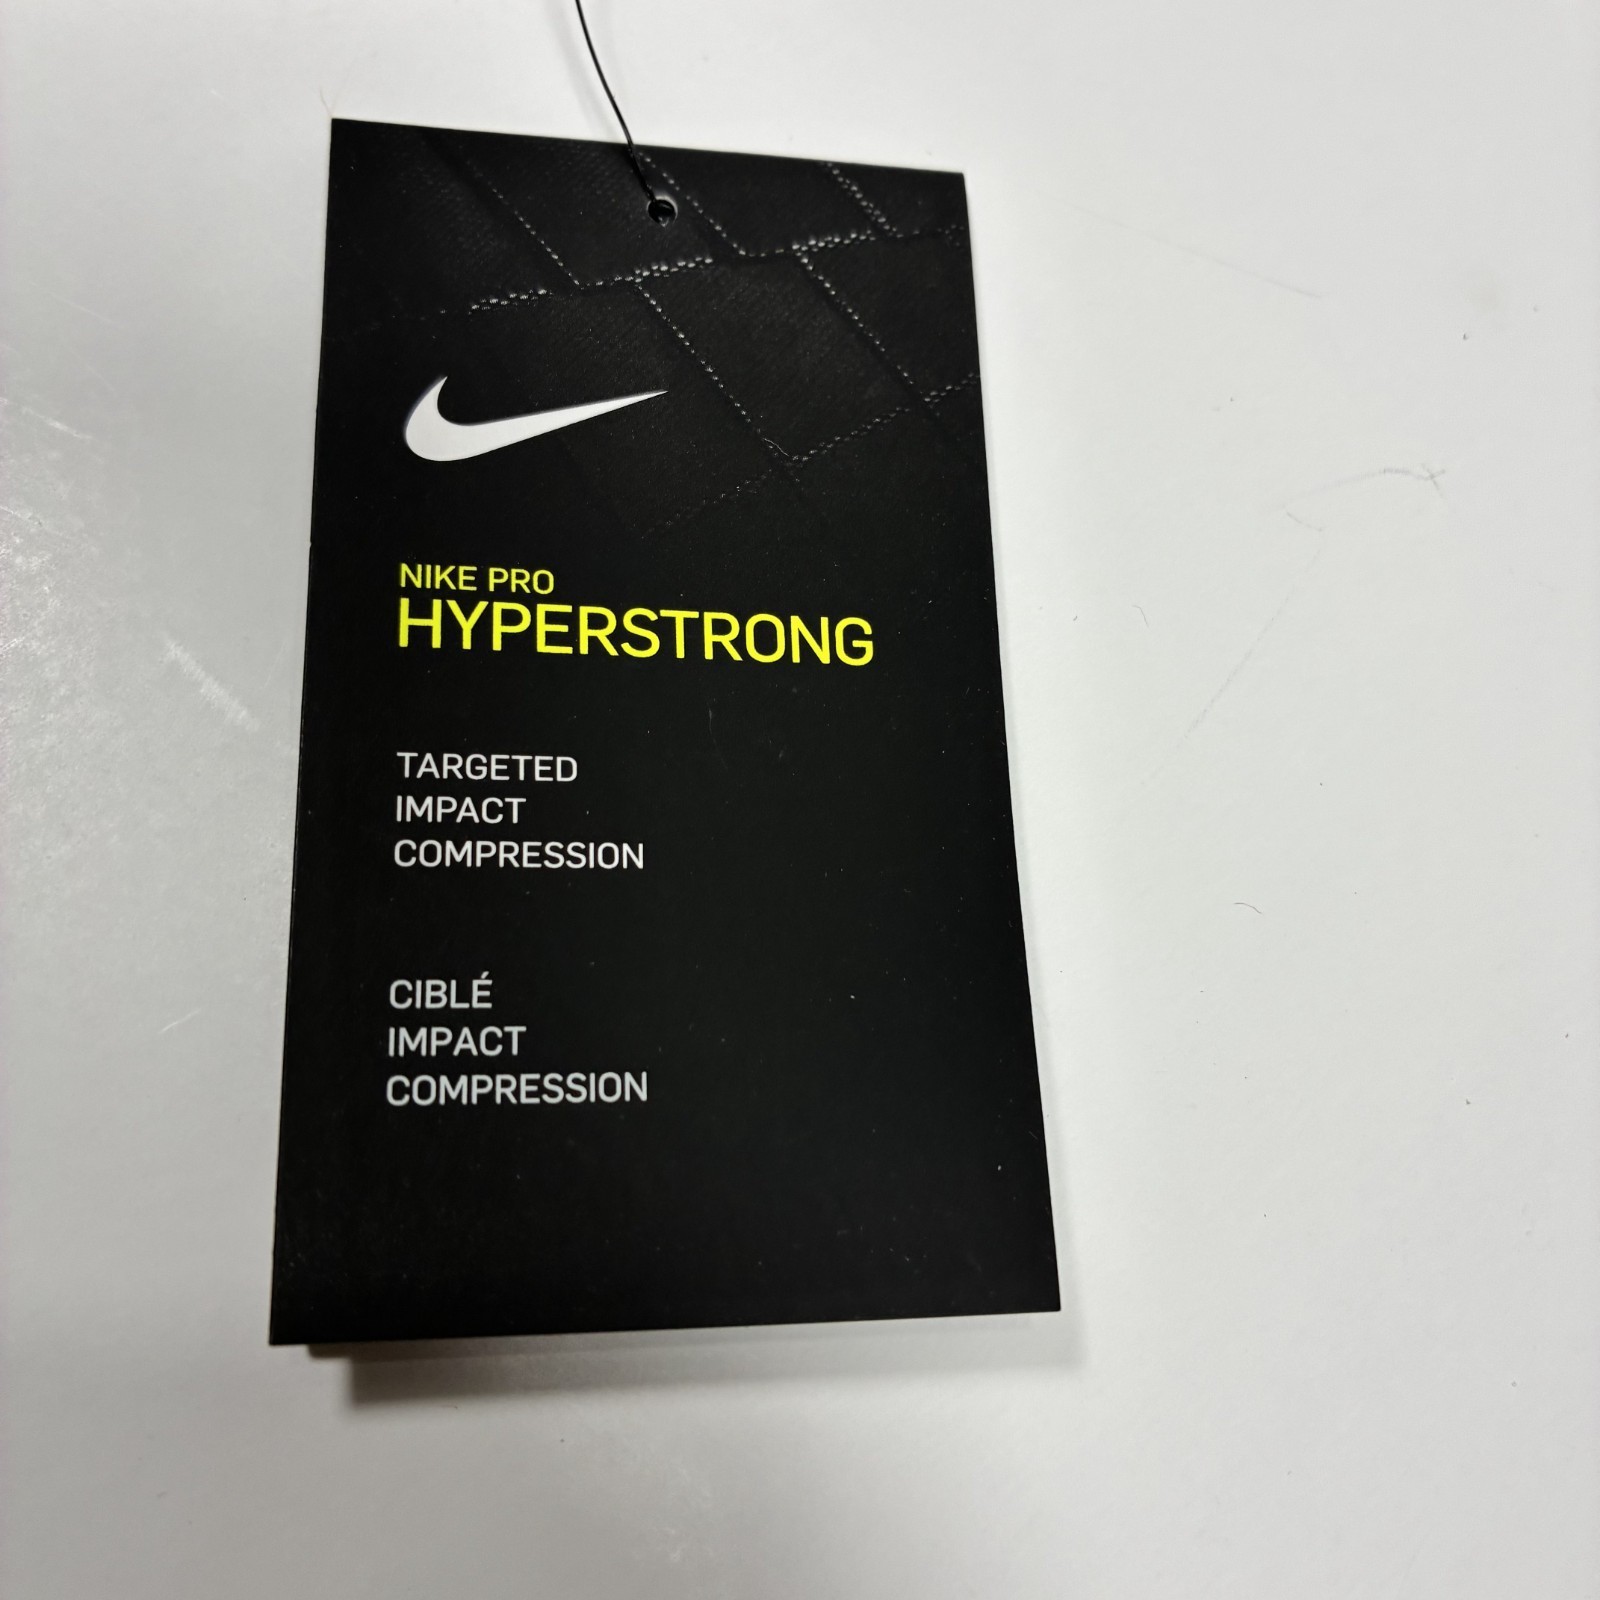 NIKE PRO
HYPERSTRONG
TARGETED
IMPACT
COMPRESSION
CIBLÉ
IMPACT
COMPRESSION